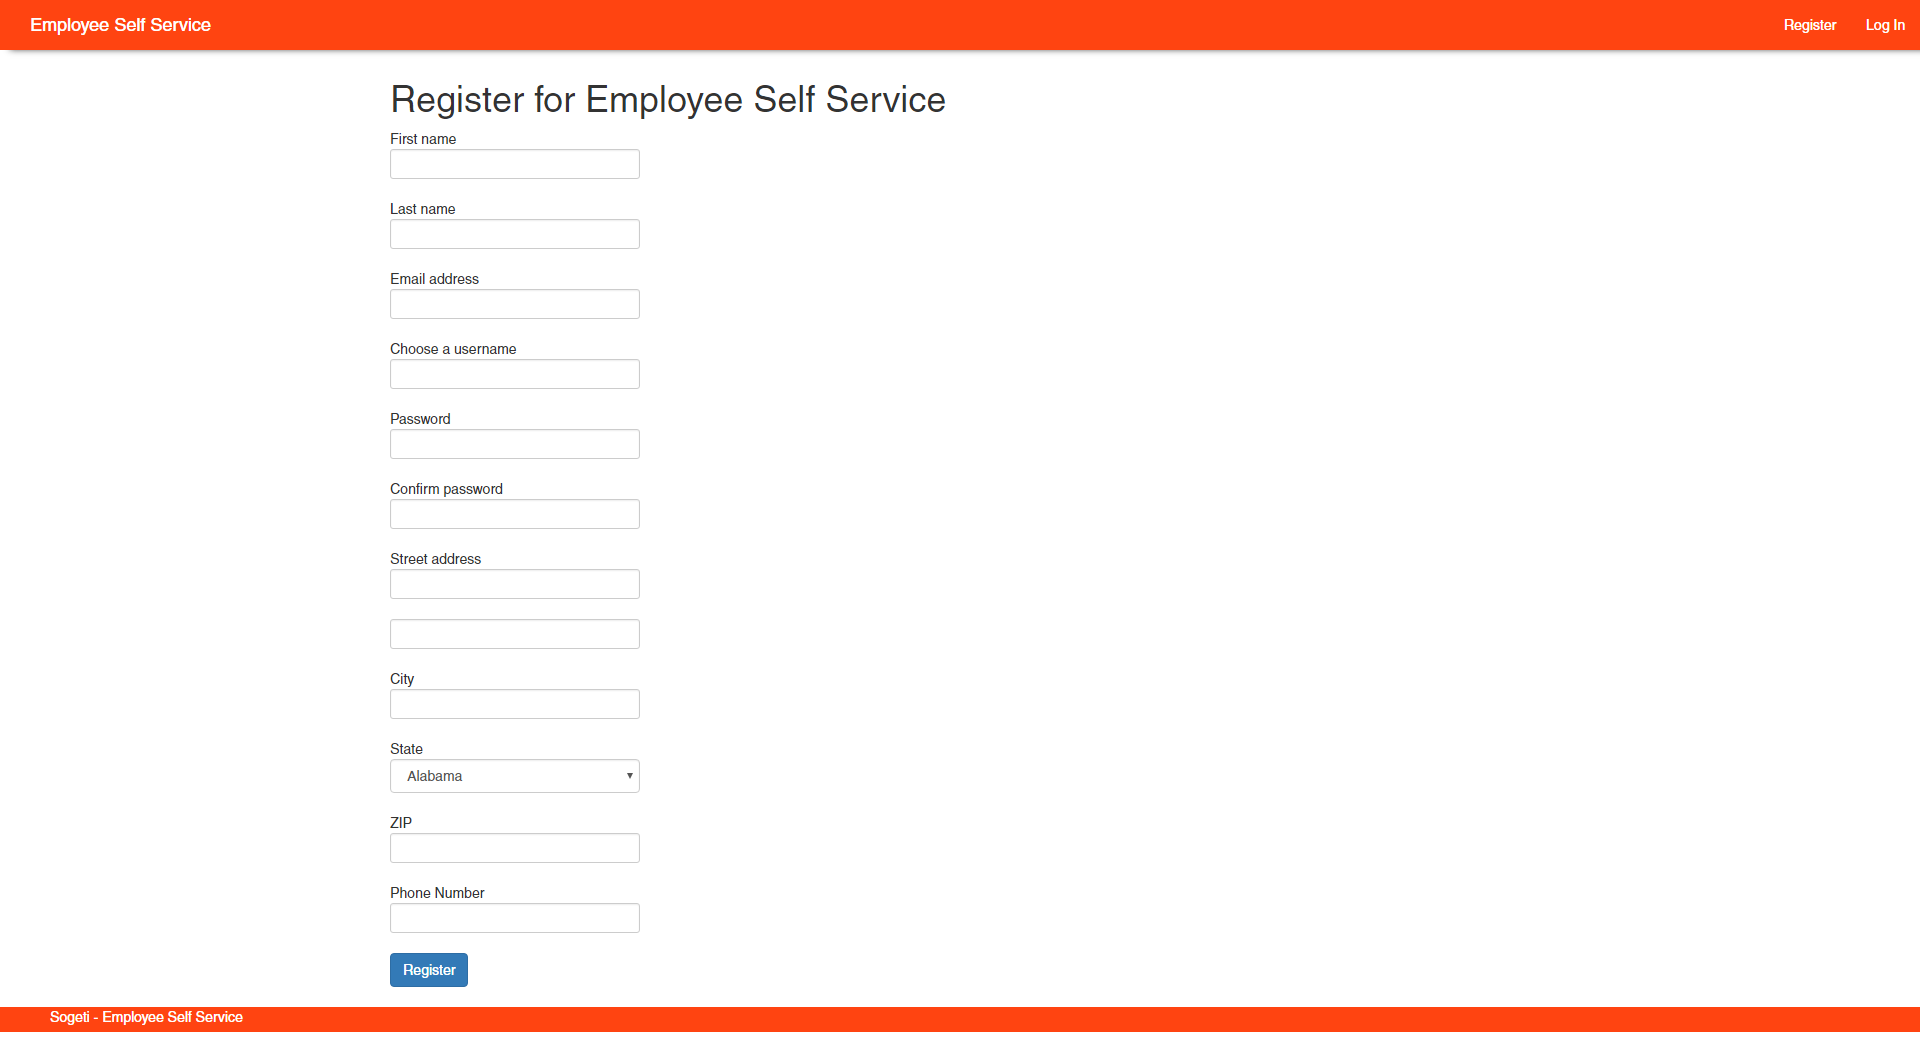 Employee Self Service
Register
Log In
Register for Employee Self Service
First name
Last name
Email address
Choose a username
Password
Confirm password
Street address
City
State
Alabama
ZIP
Phone Number
Register
Sogeti - Employee Self Service